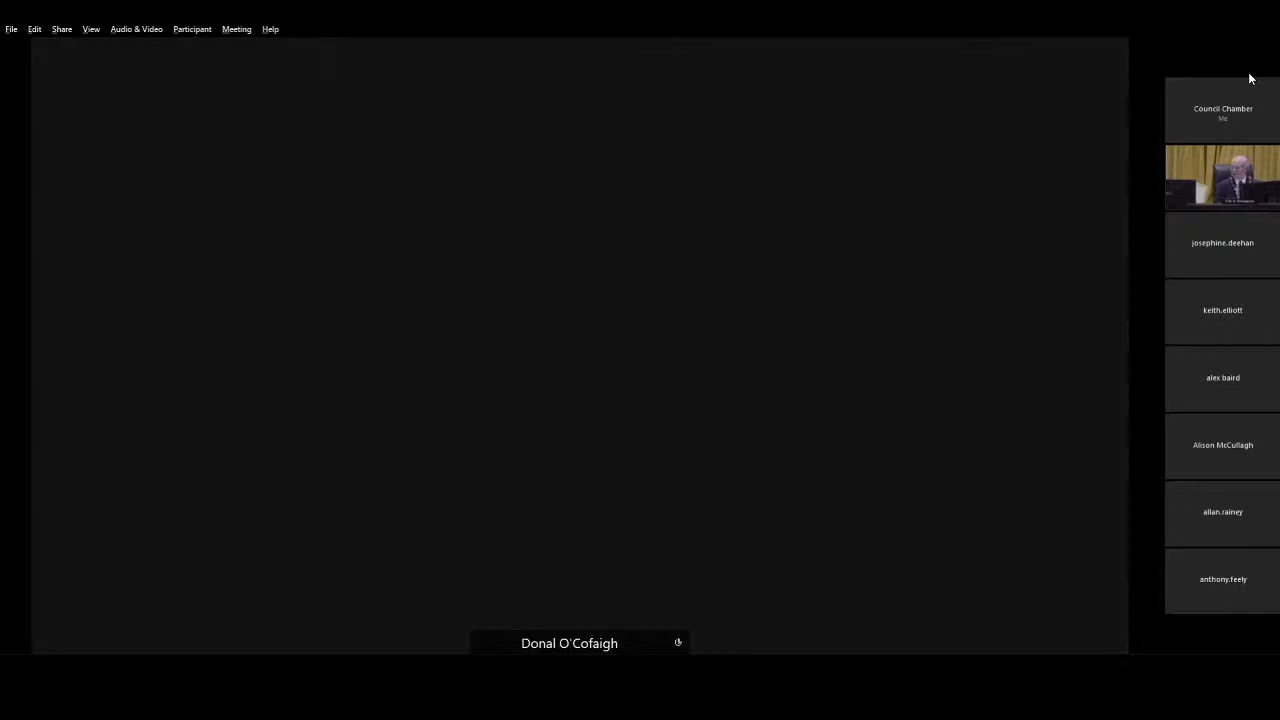 File Edit Share View Audio & Video Participant Meeting Help
Council Chamber
Me
josephine.deehan
keith.elliott
alex baird
Alison McCullagh
allan.rainey
anthony.feely
Donal O'Cofaigh